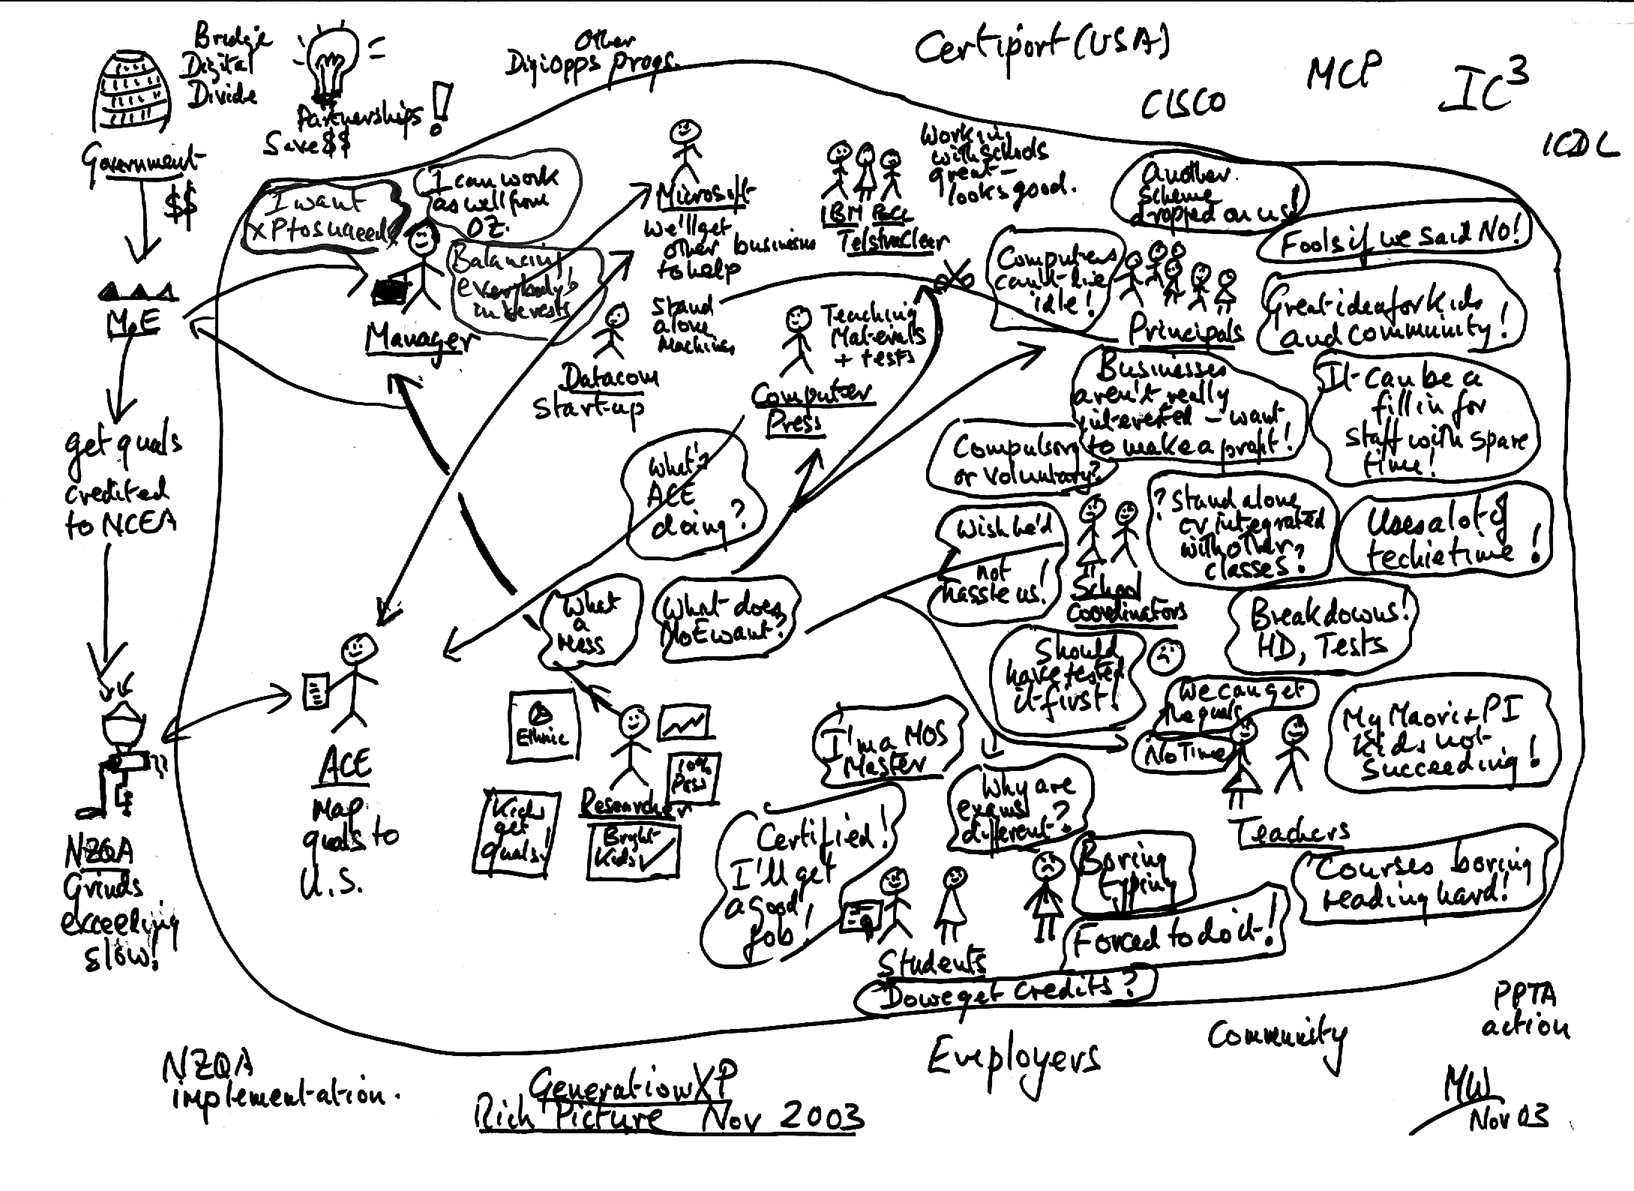 Bridge
Digital
Divide
Partnerships!
Save $$
Other
Digiopps progs.
Certiport (USA)
CISCO
MCP
IC3
ICDL
Government
$$
I want
XP to succeed!
I can work
as well from
OZ.
Balancing
everybody's
interests
Manager
Microsoft
We'll get
other business
to help
IBM
Telstraclear
Working
with schools
great -
looks good.
Another
Scheme
dropped on us!
Fools if we said No!
Computers
can't lie
idle!
Principals
Great idea for kids
and community!
MoE
Stand
alone
Machines
Datacom
Start-up
Teaching
Materials
+ tests
Computer
Press
Businesses
aren't really
interested - want
to make a profit!
It can be a
fill in for
staff with spare
time!
Compulsory
or voluntary?
get quals
credited
to NCEA
What's
ACE
doing?
Wish he'd
not
hassle us!
School
Coordinators
? Stand alone
or integrated
with other
classes?
Uses a lot of
techie time!
What
a
Mess
What does
MoE want?
Breakdowns!
HD, Tests
Should
have tested
it first!
We can get
the quals
No Time
My Maori + PI
kids not
succeeding!
Teachers
ACE
Map
quals to
U.S.
Ethnic
10%
Pass
Researcher
Kids
get
quals!
Bright
Kids
I'm a MOS
Master
Why are
exams
different?
Certified!
I'll get
a good
job!
Boring
typing
Courses boring
reading hard!
Forced to do it!
Students
Do we get credits?
NZQA
Grinds
exceeding
slow!
NZQA
implementation.
Employers
Community
PPTA
action
GenerationXP
Rich Picture Nov 2003
MW
Nov 03